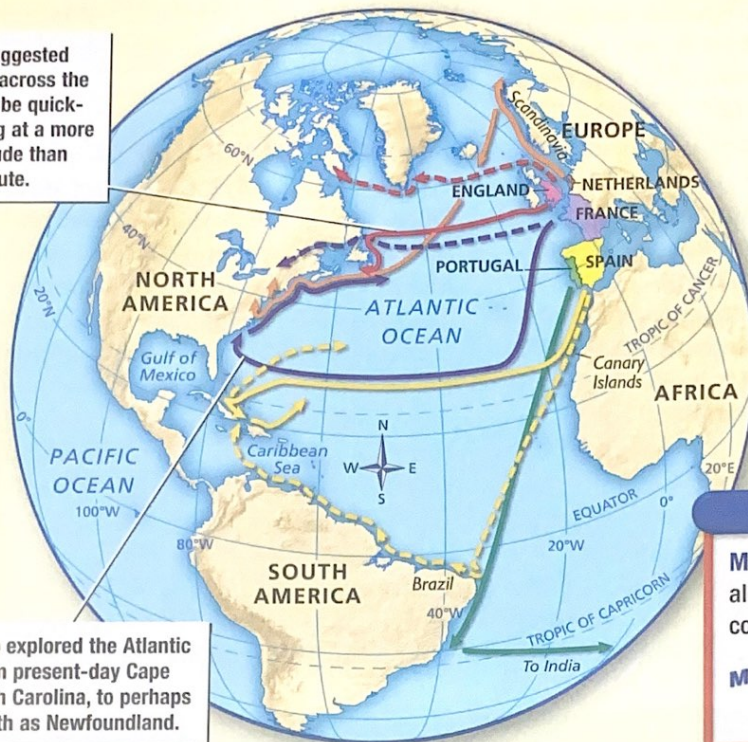 ggested
across the
be quick-
g at a more
ude than
ute.
60°N
40°N
20°N
0°
NORTH
AMERICA
Gulf of
Mexico
PACIFIC
OCEAN
100°W
80°W
Caribbean
Sea
SOUTH
AMERICA
Brazil
40°W
ATLANTIC
OCEAN
N
W
E
S
Scandinavia
EUROPE
ENGLAND
NETHERLANDS
FRANCE
PORTUGAL
SPAIN
TROPIC OF CANCER
Canary
Islands
AFRICA
20°E
EQUATOR
0°
20°W
TROPIC OF CAPRICORN
To India
explored the Atlantic
m present-day Cape
h Carolina, to perhaps
th as Newfoundland.
M
al
co
M